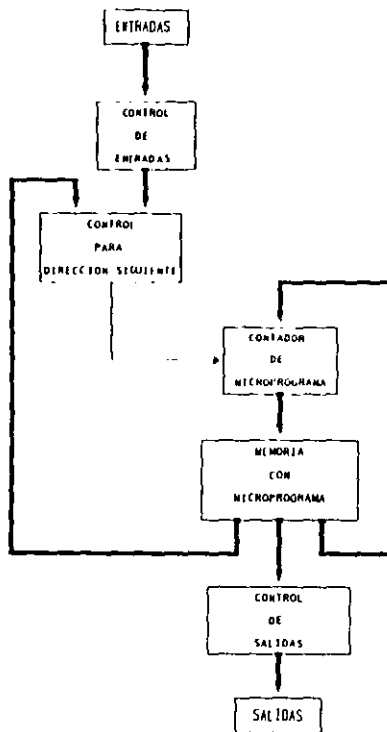 ENTRADAS
CONTROL
DE
ENTRADAS
CONTROL
PARA
DIRECCION SIGUIENTE
CONTADOR
DE
MICROPROGRAMA
MEMORIA
CON
MICROPROGRAMA
CONTROL
DE
SALIDAS
SALIDAS